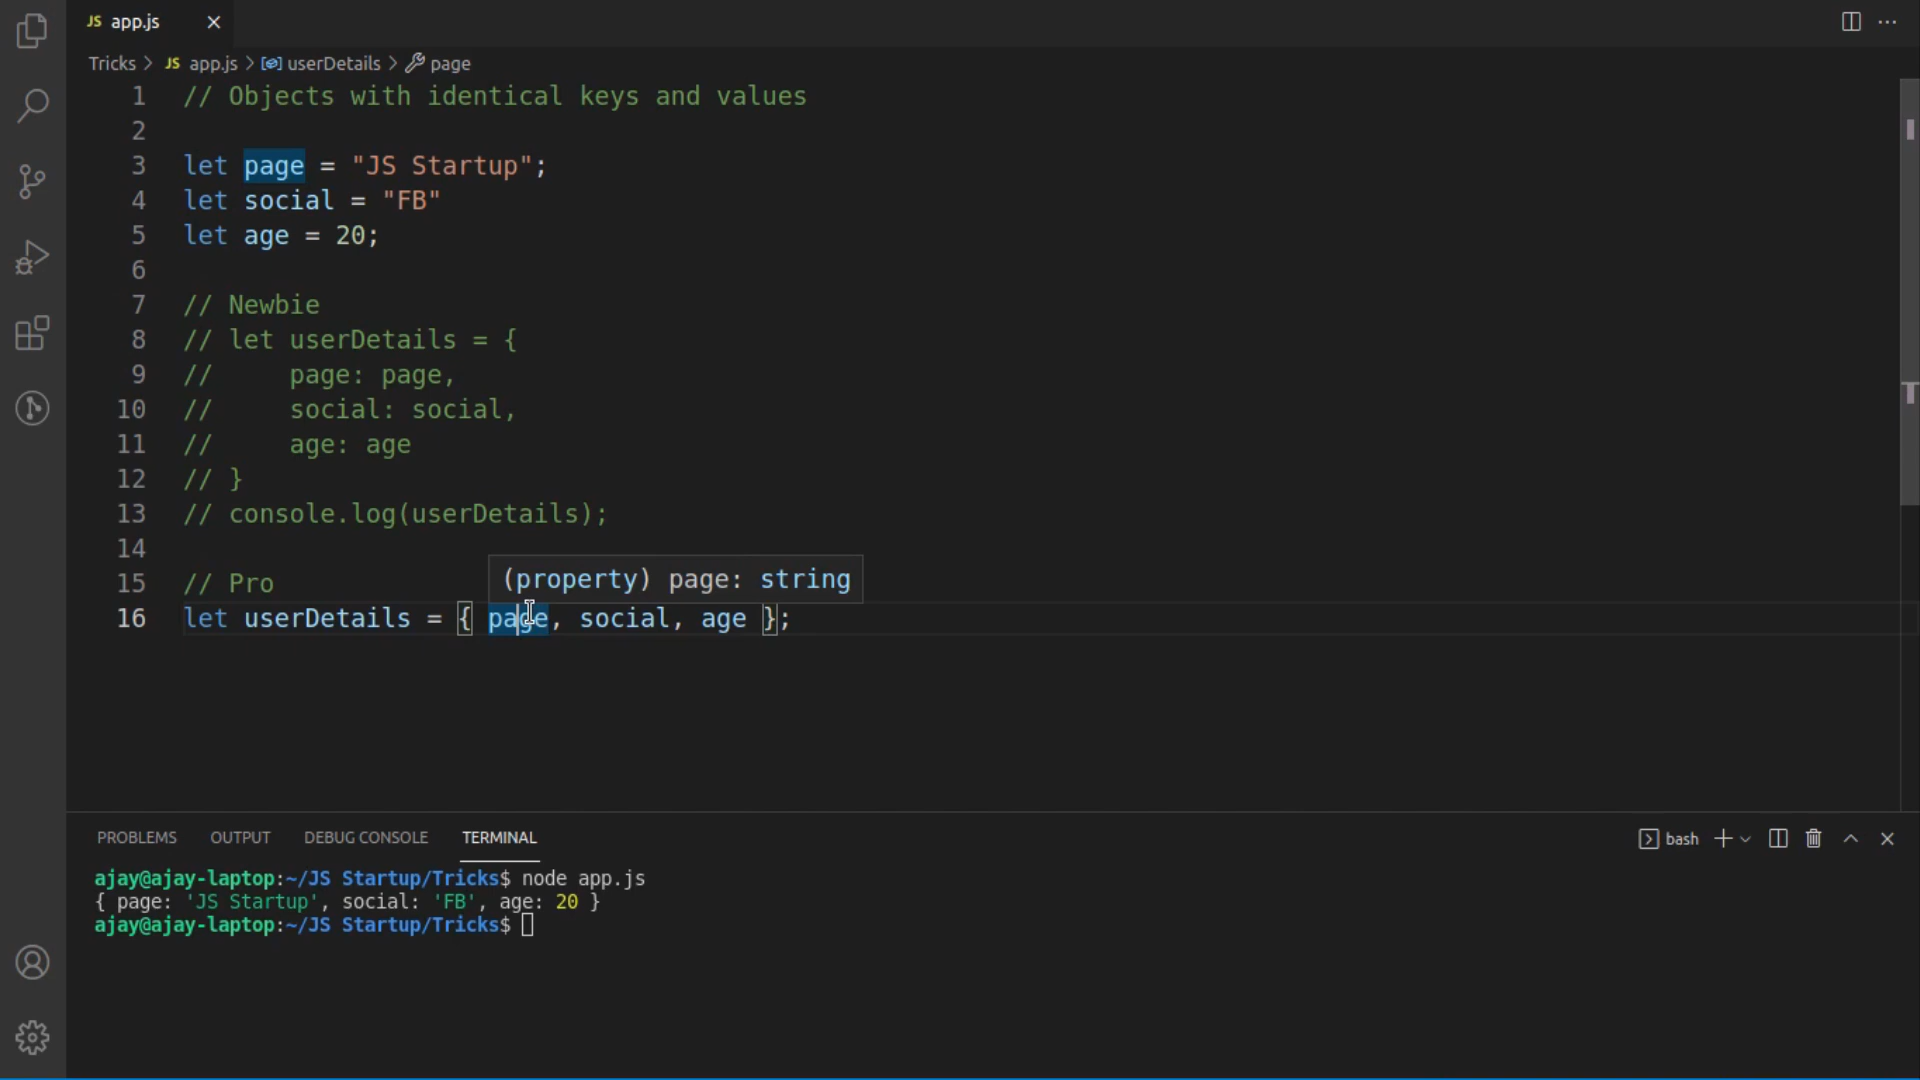 JS app.js
Tricks > JS app.js > userDetails > page
1 // Objects with identical keys and values
2
3 let page = "JS Startup";
4 let social = "FB"
5 let age = 20;
6
7 // Newbie
8 // let userDetails = {
9 //     page: page,
10 //     social: social,
11 //     age: age
12 // }
13 // console.log(userDetails);
14
(property) page: string
15 // Pro
16 let userDetails = { page, social, age };
PROBLEMS OUTPUT DEBUG CONSOLE TERMINAL bash
ajay@ajay-laptop:~/JS Startup/Tricks$ node app.js
{ page: 'JS Startup', social: 'FB', age: 20 }
ajay@ajay-laptop:~/JS Startup/Tricks$